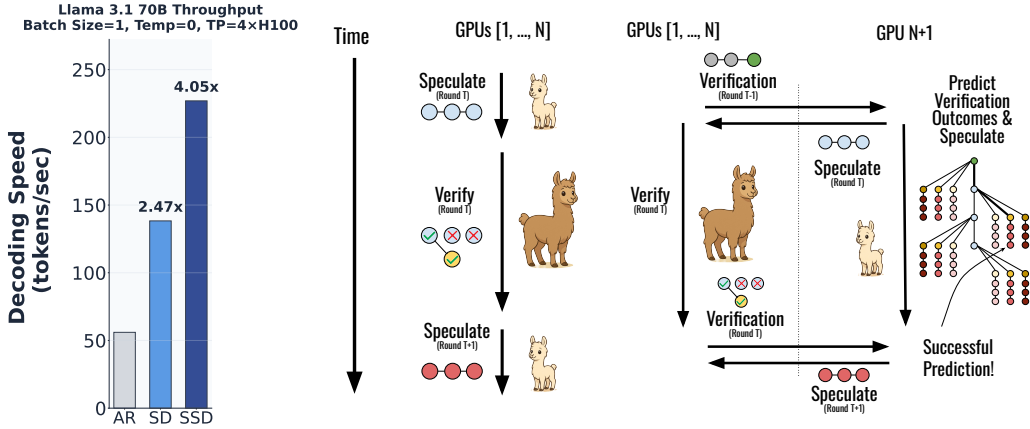 Llama 3.1 70B Throughput
Batch Size=1, Temp=0, TP=4×H100
Decoding Speed
(tokens/sec)
250
200
150
100
50
0
2.47x
4.05x
AR SD SSD
Time
GPUs [1, ..., N]
Speculate
(Round T)
Verify
(Round T)
Speculate
(Round T+1)
GPUs [1, ..., N]
GPU N+1
Verification
(Round T-1)
Speculate
(Round T)
Verify
(Round T)
Verification
(Round T)
Speculate
(Round T+1)
Predict
Verification
Outcomes &
Speculate
Successful
Prediction!